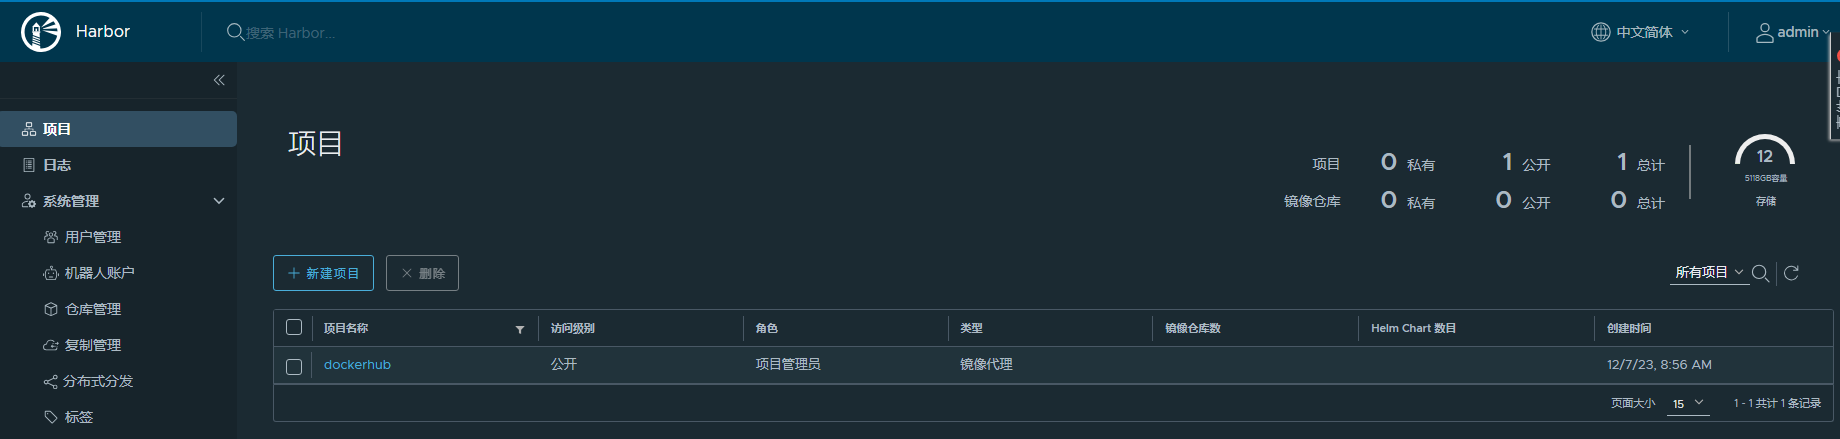 Harbor
搜索 Harbor...
中文简体
admin
项目
日志
系统管理
用户管理
机器人账户
仓库管理
复制管理
分布式分发
标签
项目
项目 0 私有 1 公开 1 总计
镜像仓库 0 私有 0 公开 0 总计
12
5118GB容量
存储
新建项目
删除
所有项目
项目名称 访问级别 角色 类型 镜像仓库数 Helm Chart 数目 创建时间
dockerhub 公开 项目管理员 镜像代理 12/7/23, 8:56 AM
页面大小 15 1 - 1 共计 1 条记录